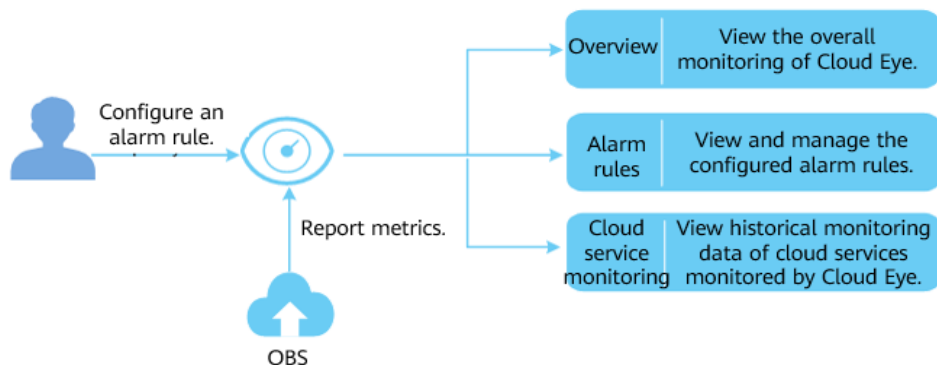 Configure an
alarm rule.
Report metrics.
OBS
Overview
View the overall
monitoring of Cloud Eye.
Alarm
rules
View and manage the
configured alarm rules.
Cloud
service
monitoring
View historical monitoring
data of cloud services
monitored by Cloud Eye.